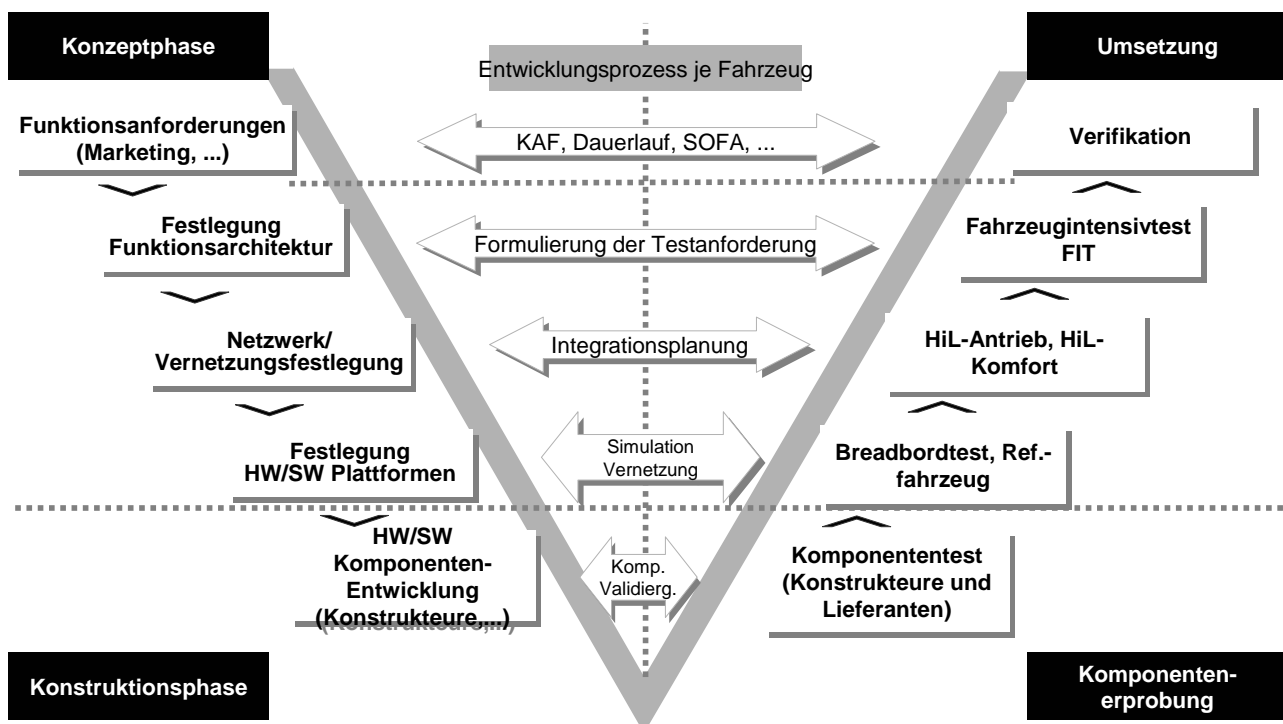 Konzeptphase
Entwicklungsprozess je Fahrzeug
Umsetzung
Funktionsanforderungen
(Marketing, ...)
KAF, Dauerlauf, SOFA, ...
Verifikation
Festlegung
Funktionsarchitektur
Formulierung der Testanforderung
Fahrzeugintensivtest
FIT
Netzwerk/
Vernetzungsfestlegung
Integrationsplanung
HiL-Antrieb, HiL-
Komfort
Festlegung
HW/SW Plattformen
Simulation
Vernetzung
Breadbordtest, Ref.-
fahrzeug
HW/SW
Komponenten-
Entwicklung
(Konstrukteure,...)
Komp.
Validierg.
Komponententest
(Konstrukteure und
Lieferanten)
Konstruktionsphase
Komponenten-
erprobung